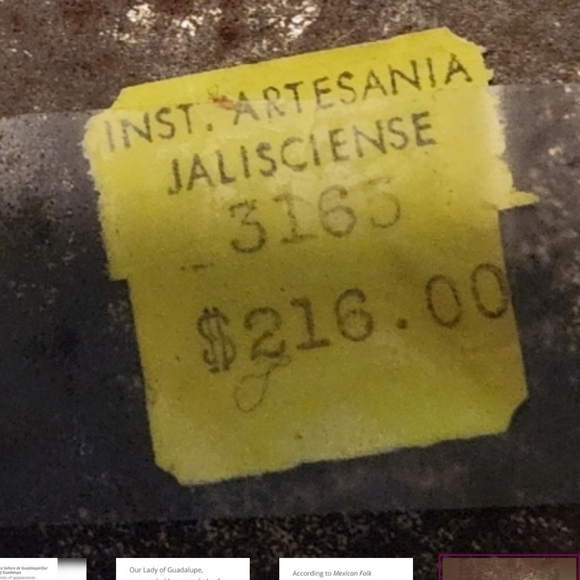 INST. ARTESANIA
JALISCIENSE
3165
$216.00
Our Lady of Guadalupe,
According to Mexican Folk